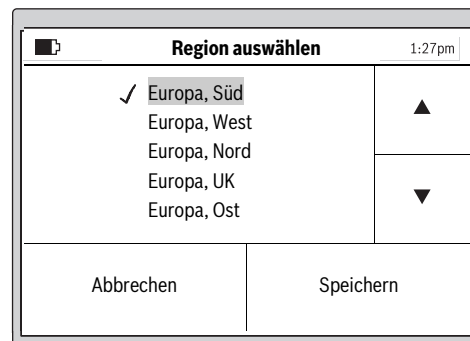 Region auswählen 1:27pm
Europa, Süd
Europa, West
Europa, Nord
Europa, UK
Europa, Ost
Abbrechen Speichern